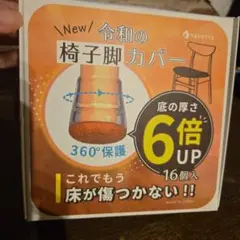 New
令和の
椅子脚カバー
底の厚さ
6倍
UP
16個入
360°保護
これでもう
床が傷つかない!!